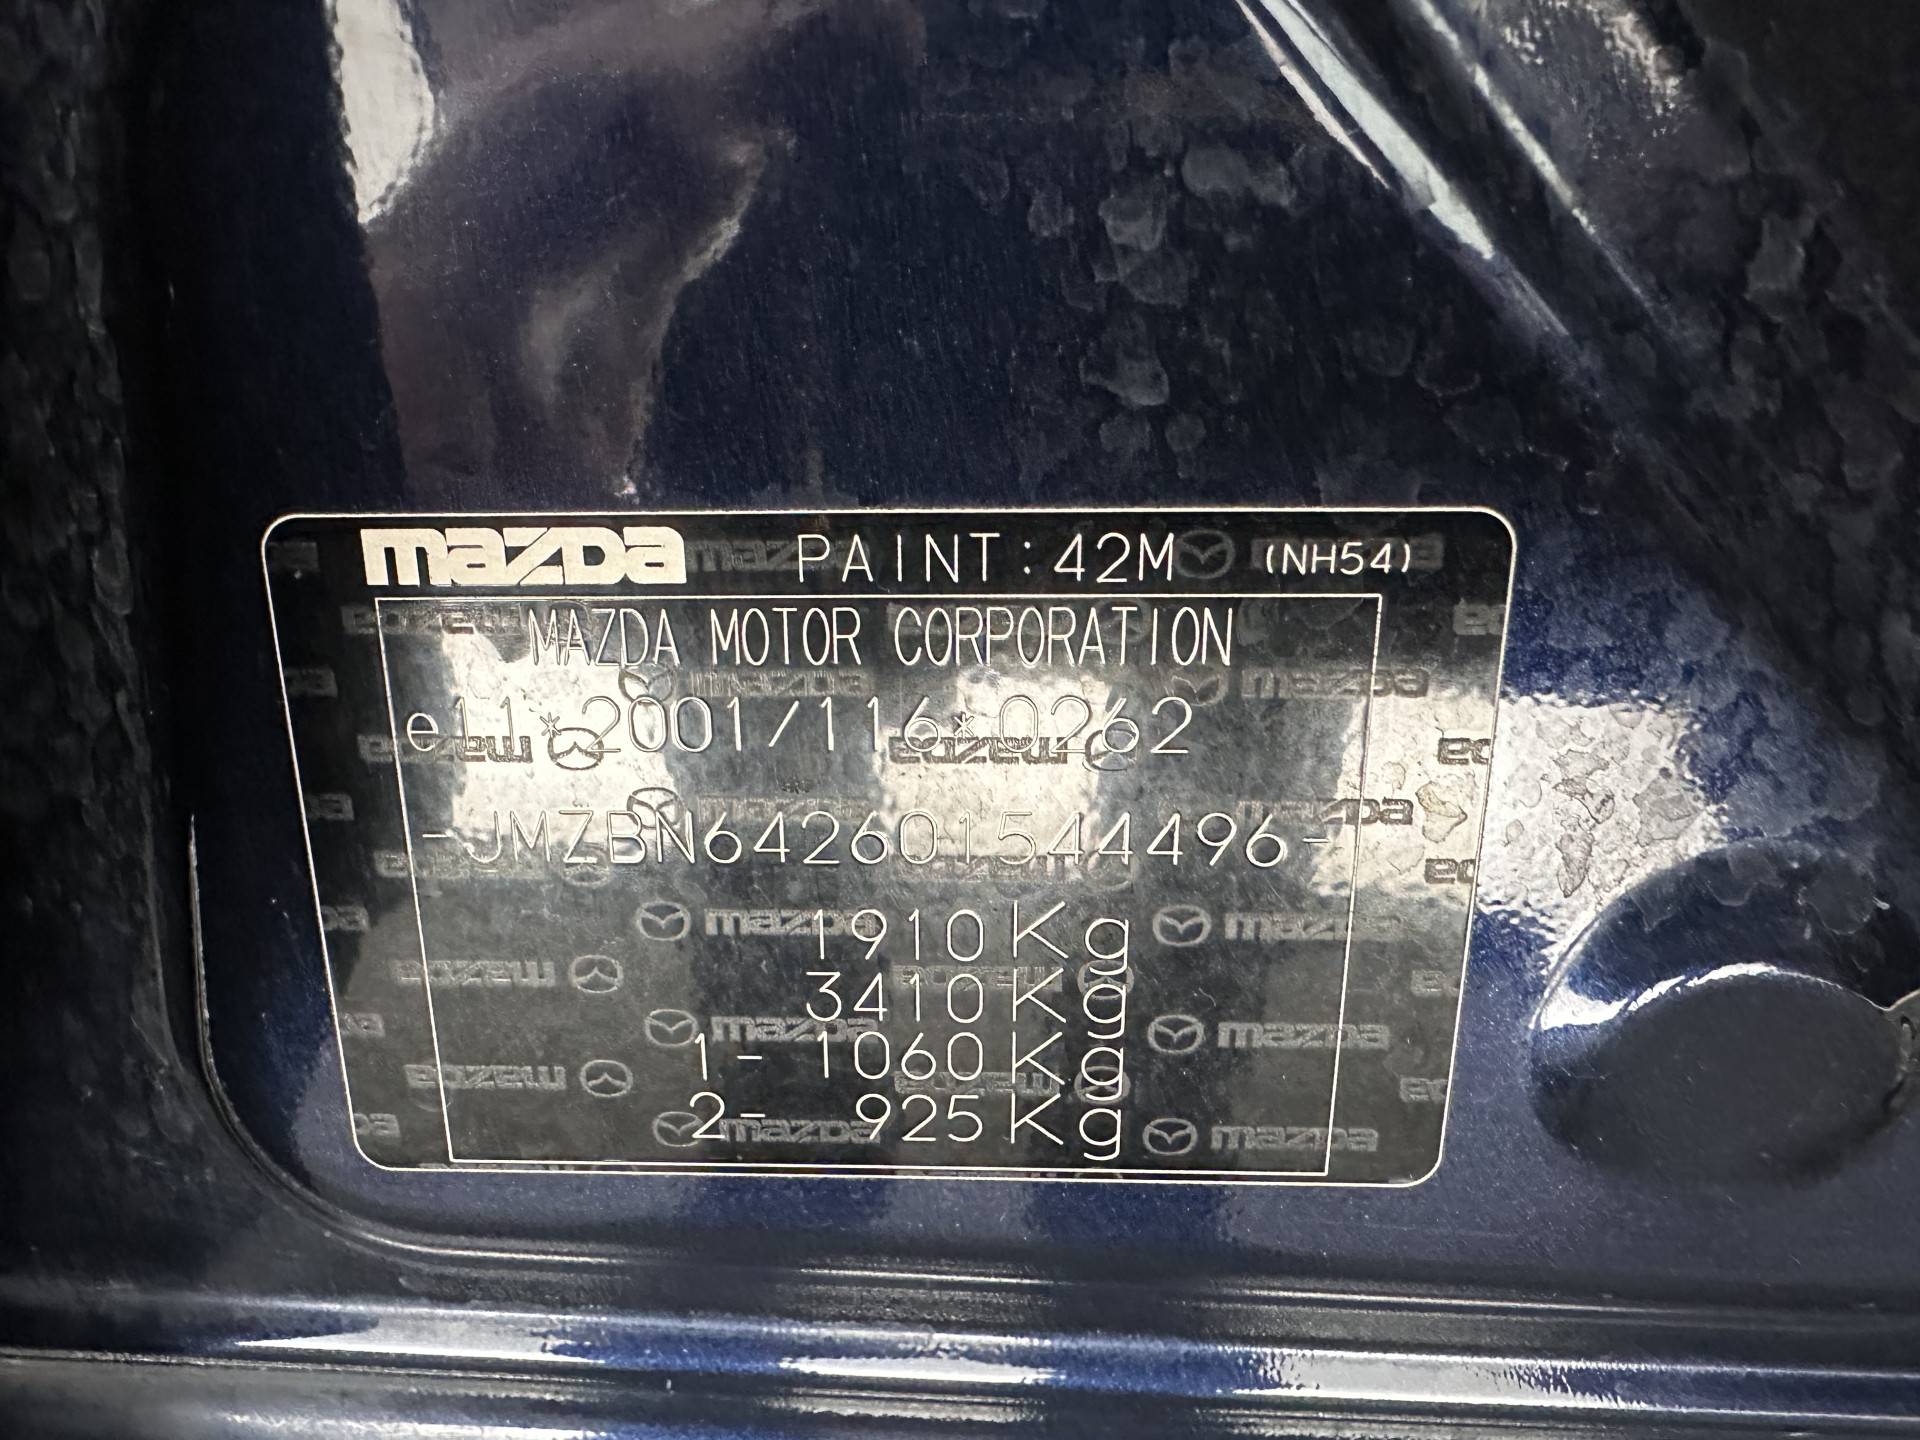 mazda PAINT:42M (NH54)
MAZDA MOTOR CORPORATION
e11*2001/116*0262
-JMZBN642601544496-
1910Kg
3410Kg
1- 1060Kg
2- 925Kg